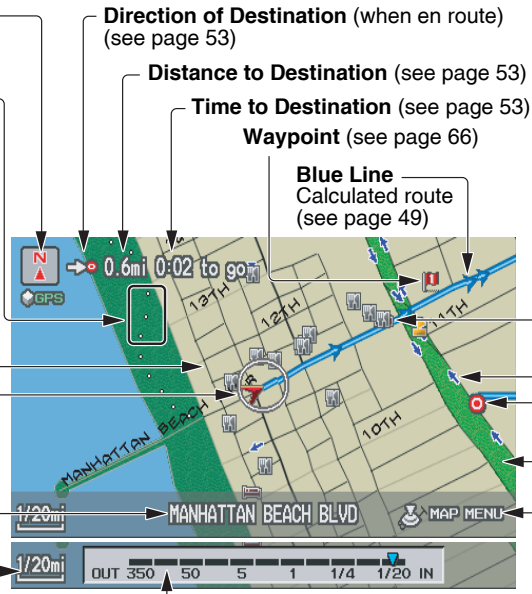 Direction of Destination (when en route)
(see page 53)
Distance to Destination (see page 53)
Time to Destination (see page 53)
Waypoint (see page 66)
Blue Line
Calculated route
(see page 49)
N
0.6mi 0:02 to go
GPS
13TH
12TH
11TH
10TH
MANHATTAN BEACH
1/20mi
MANHATTAN BEACH BLVD
MAP MENU
1/20mi
OUT 350 50 5 1 1/4 1/20 IN